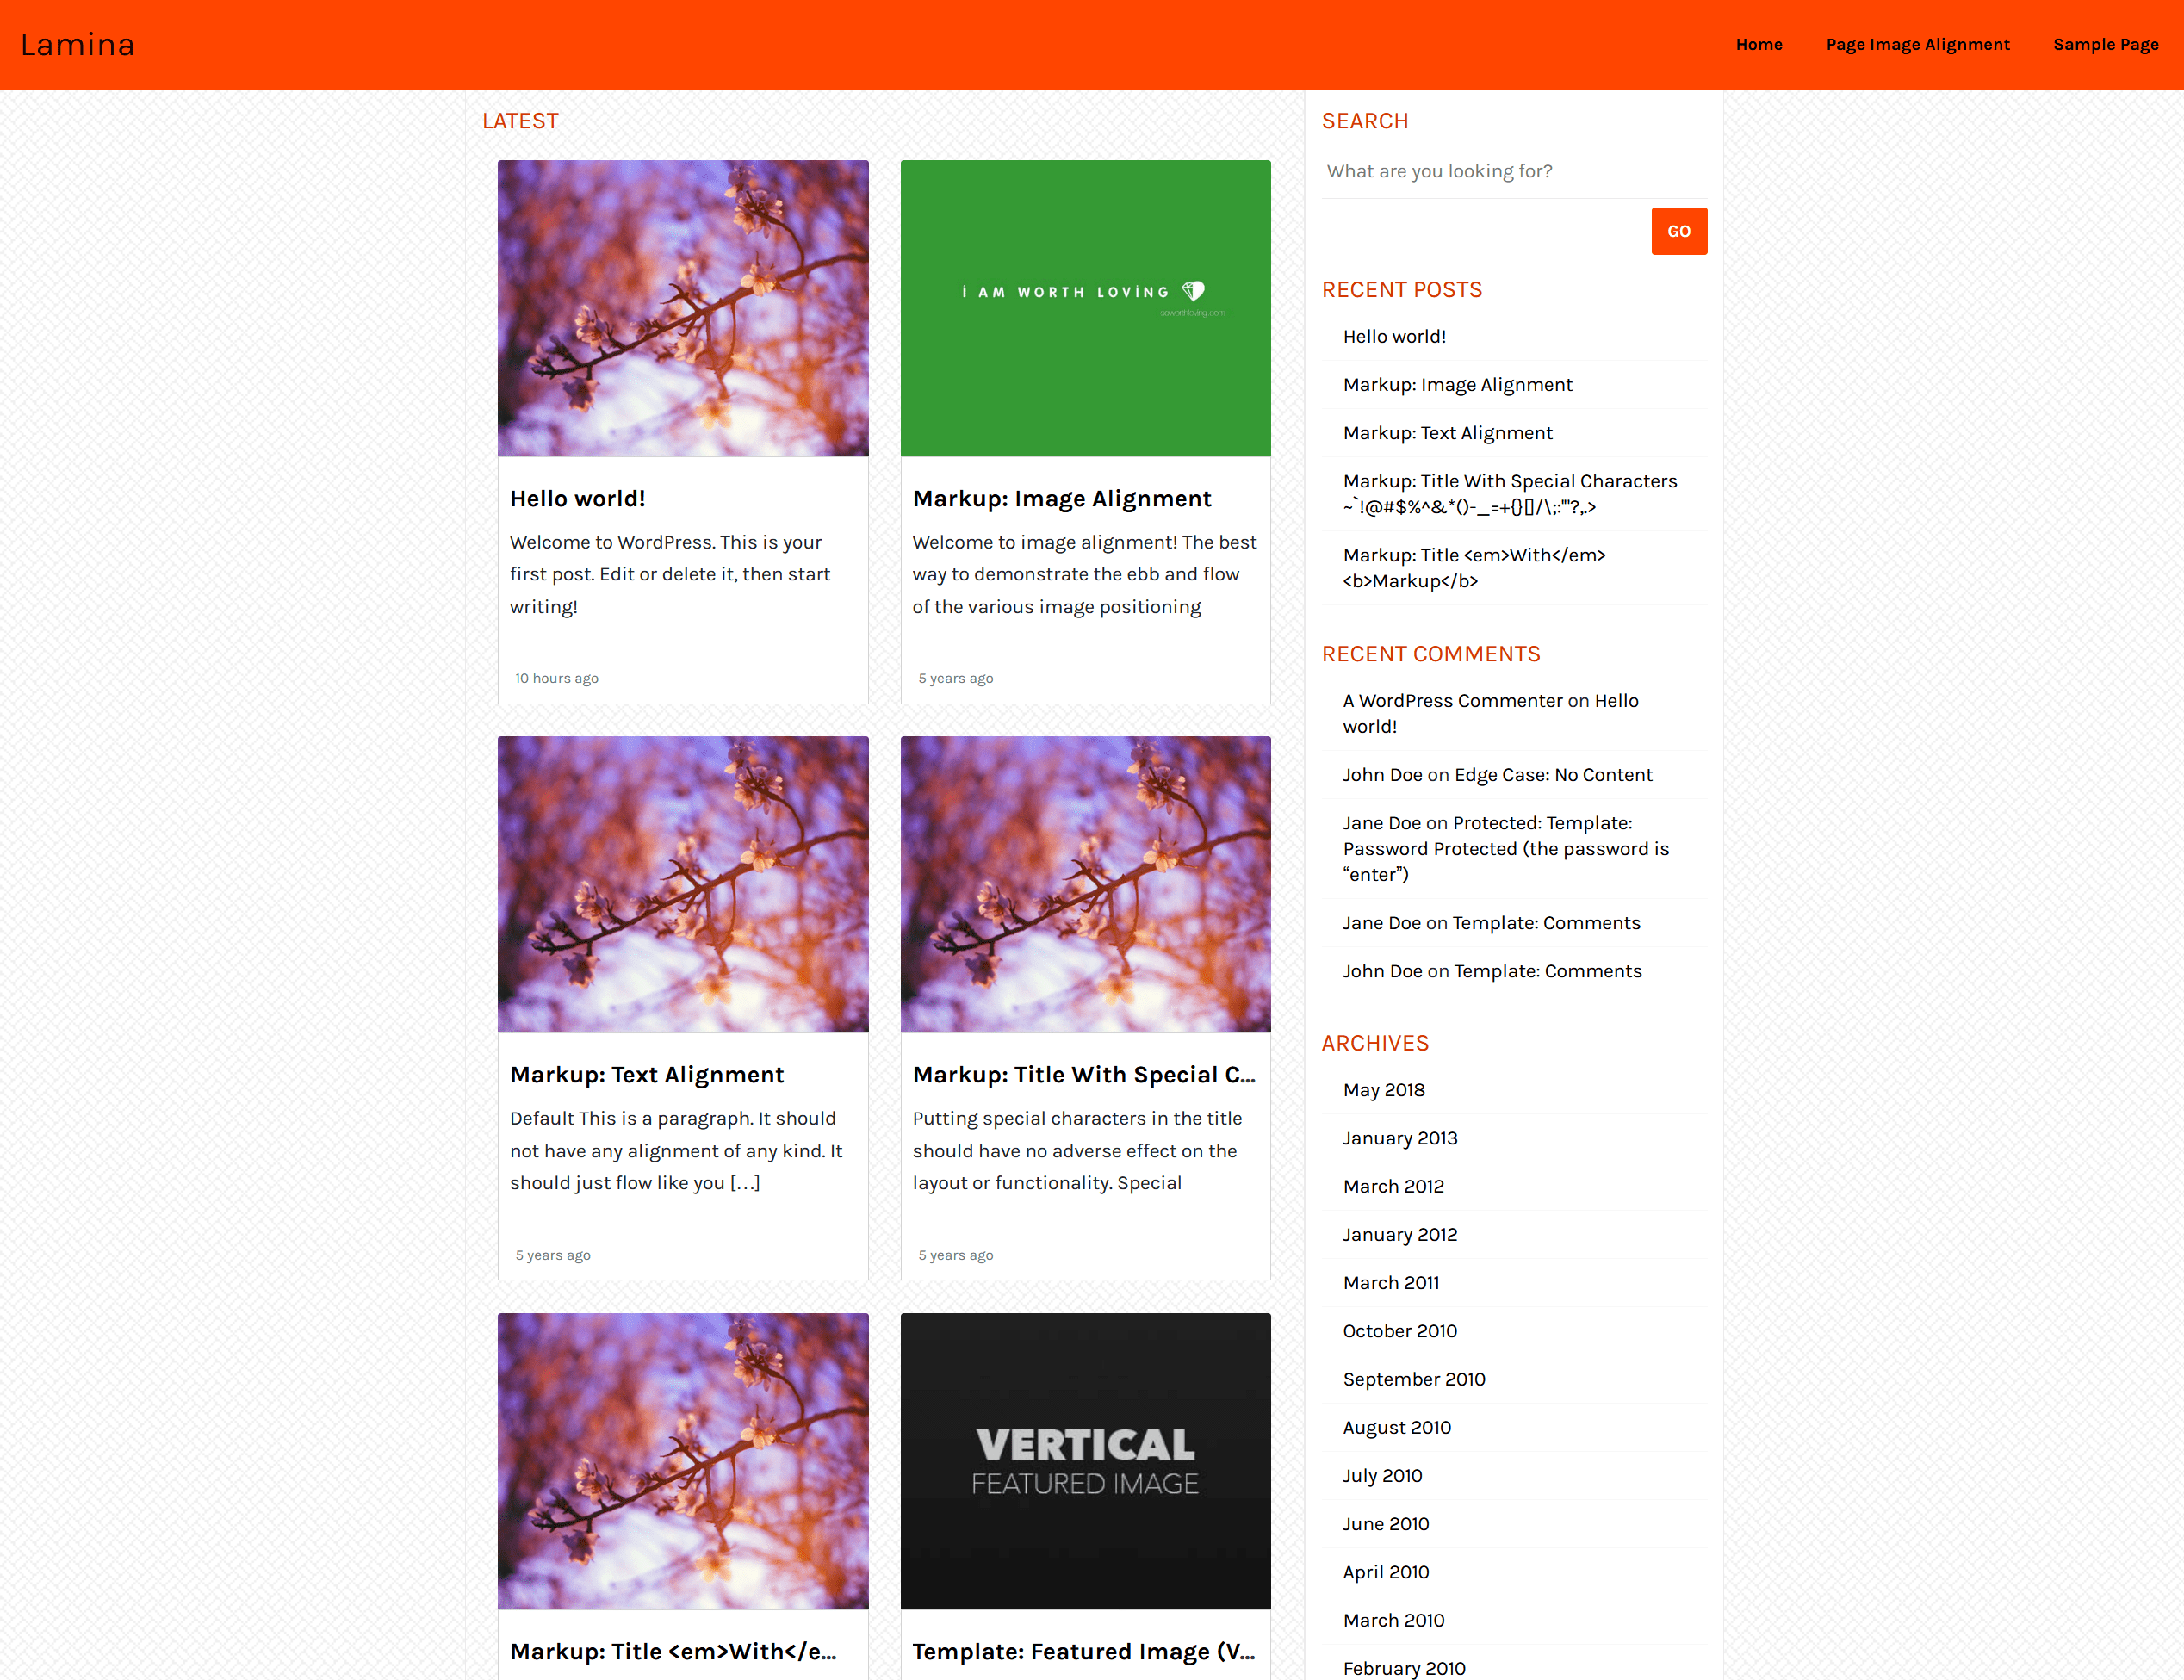 Lamina
Home
Page Image Alignment
Sample Page
LATEST
I AM WORTH LOVING
soworthloving.com
Hello world!
Welcome to WordPress. This is your
first post. Edit or delete it, then start
writing!
10 hours ago
Markup: Image Alignment
Welcome to image alignment! The best
way to demonstrate the ebb and flow
of the various image positioning
5 years ago
Markup: Text Alignment
Default This is a paragraph. It should
not have any alignment of any kind. It
should just flow like you […]
5 years ago
Markup: Title With Special C...
Putting special characters in the title
should have no adverse effect on the
layout or functionality. Special
5 years ago
Markup: Title <em>With</e...
VERTICAL
FEATURED IMAGE
Template: Featured Image (V...
SEARCH
What are you looking for?
GO
RECENT POSTS
Hello world!
Markup: Image Alignment
Markup: Text Alignment
Markup: Title With Special Characters
~`!@#$%^&*()-_=+{}[]/\;:'"?,.>
Markup: Title <em>With</em>
<b>Markup</b>
RECENT COMMENTS
A WordPress Commenter on Hello
world!
John Doe on Edge Case: No Content
Jane Doe on Protected: Template:
Password Protected (the password is
“enter”)
Jane Doe on Template: Comments
John Doe on Template: Comments
ARCHIVES
May 2018
January 2013
March 2012
January 2012
March 2011
October 2010
September 2010
August 2010
July 2010
June 2010
April 2010
March 2010
February 2010